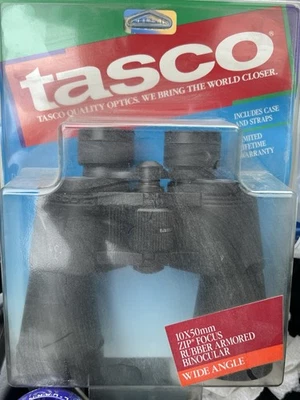 tasco®
TASCO QUALITY OPTICS. WE BRING THE WORLD CLOSER.
INCLUDES CASE
AND STRAPS
LIMITED
LIFETIME
WARRANTY
10X50mm
ZIP® FOCUS
RUBBER ARMORED
BINOCULAR
WIDE ANGLE